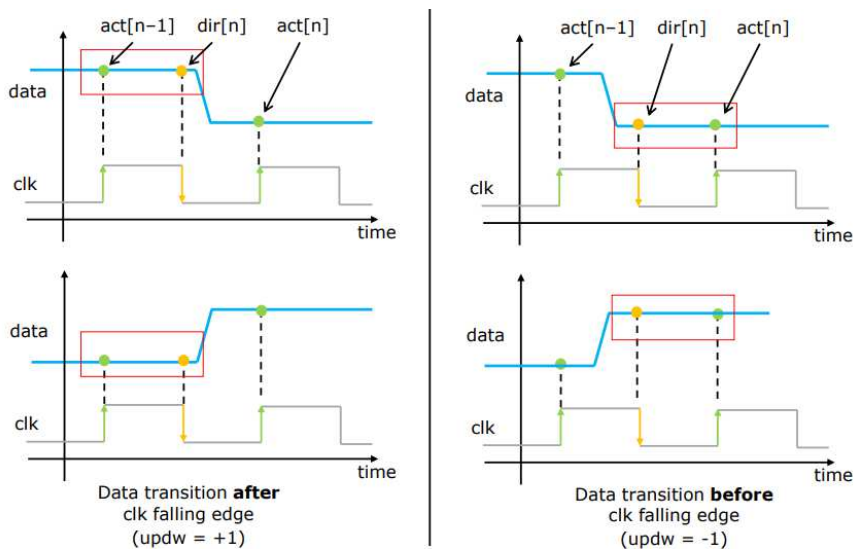 act[n−1] dir[n] act[n]
data
clk
time
act[n−1] dir[n] act[n]
data
clk
time
data
clk
time
Data transition after
clk falling edge
(updw = +1)
data
clk
time
Data transition before
clk falling edge
(updw = -1)